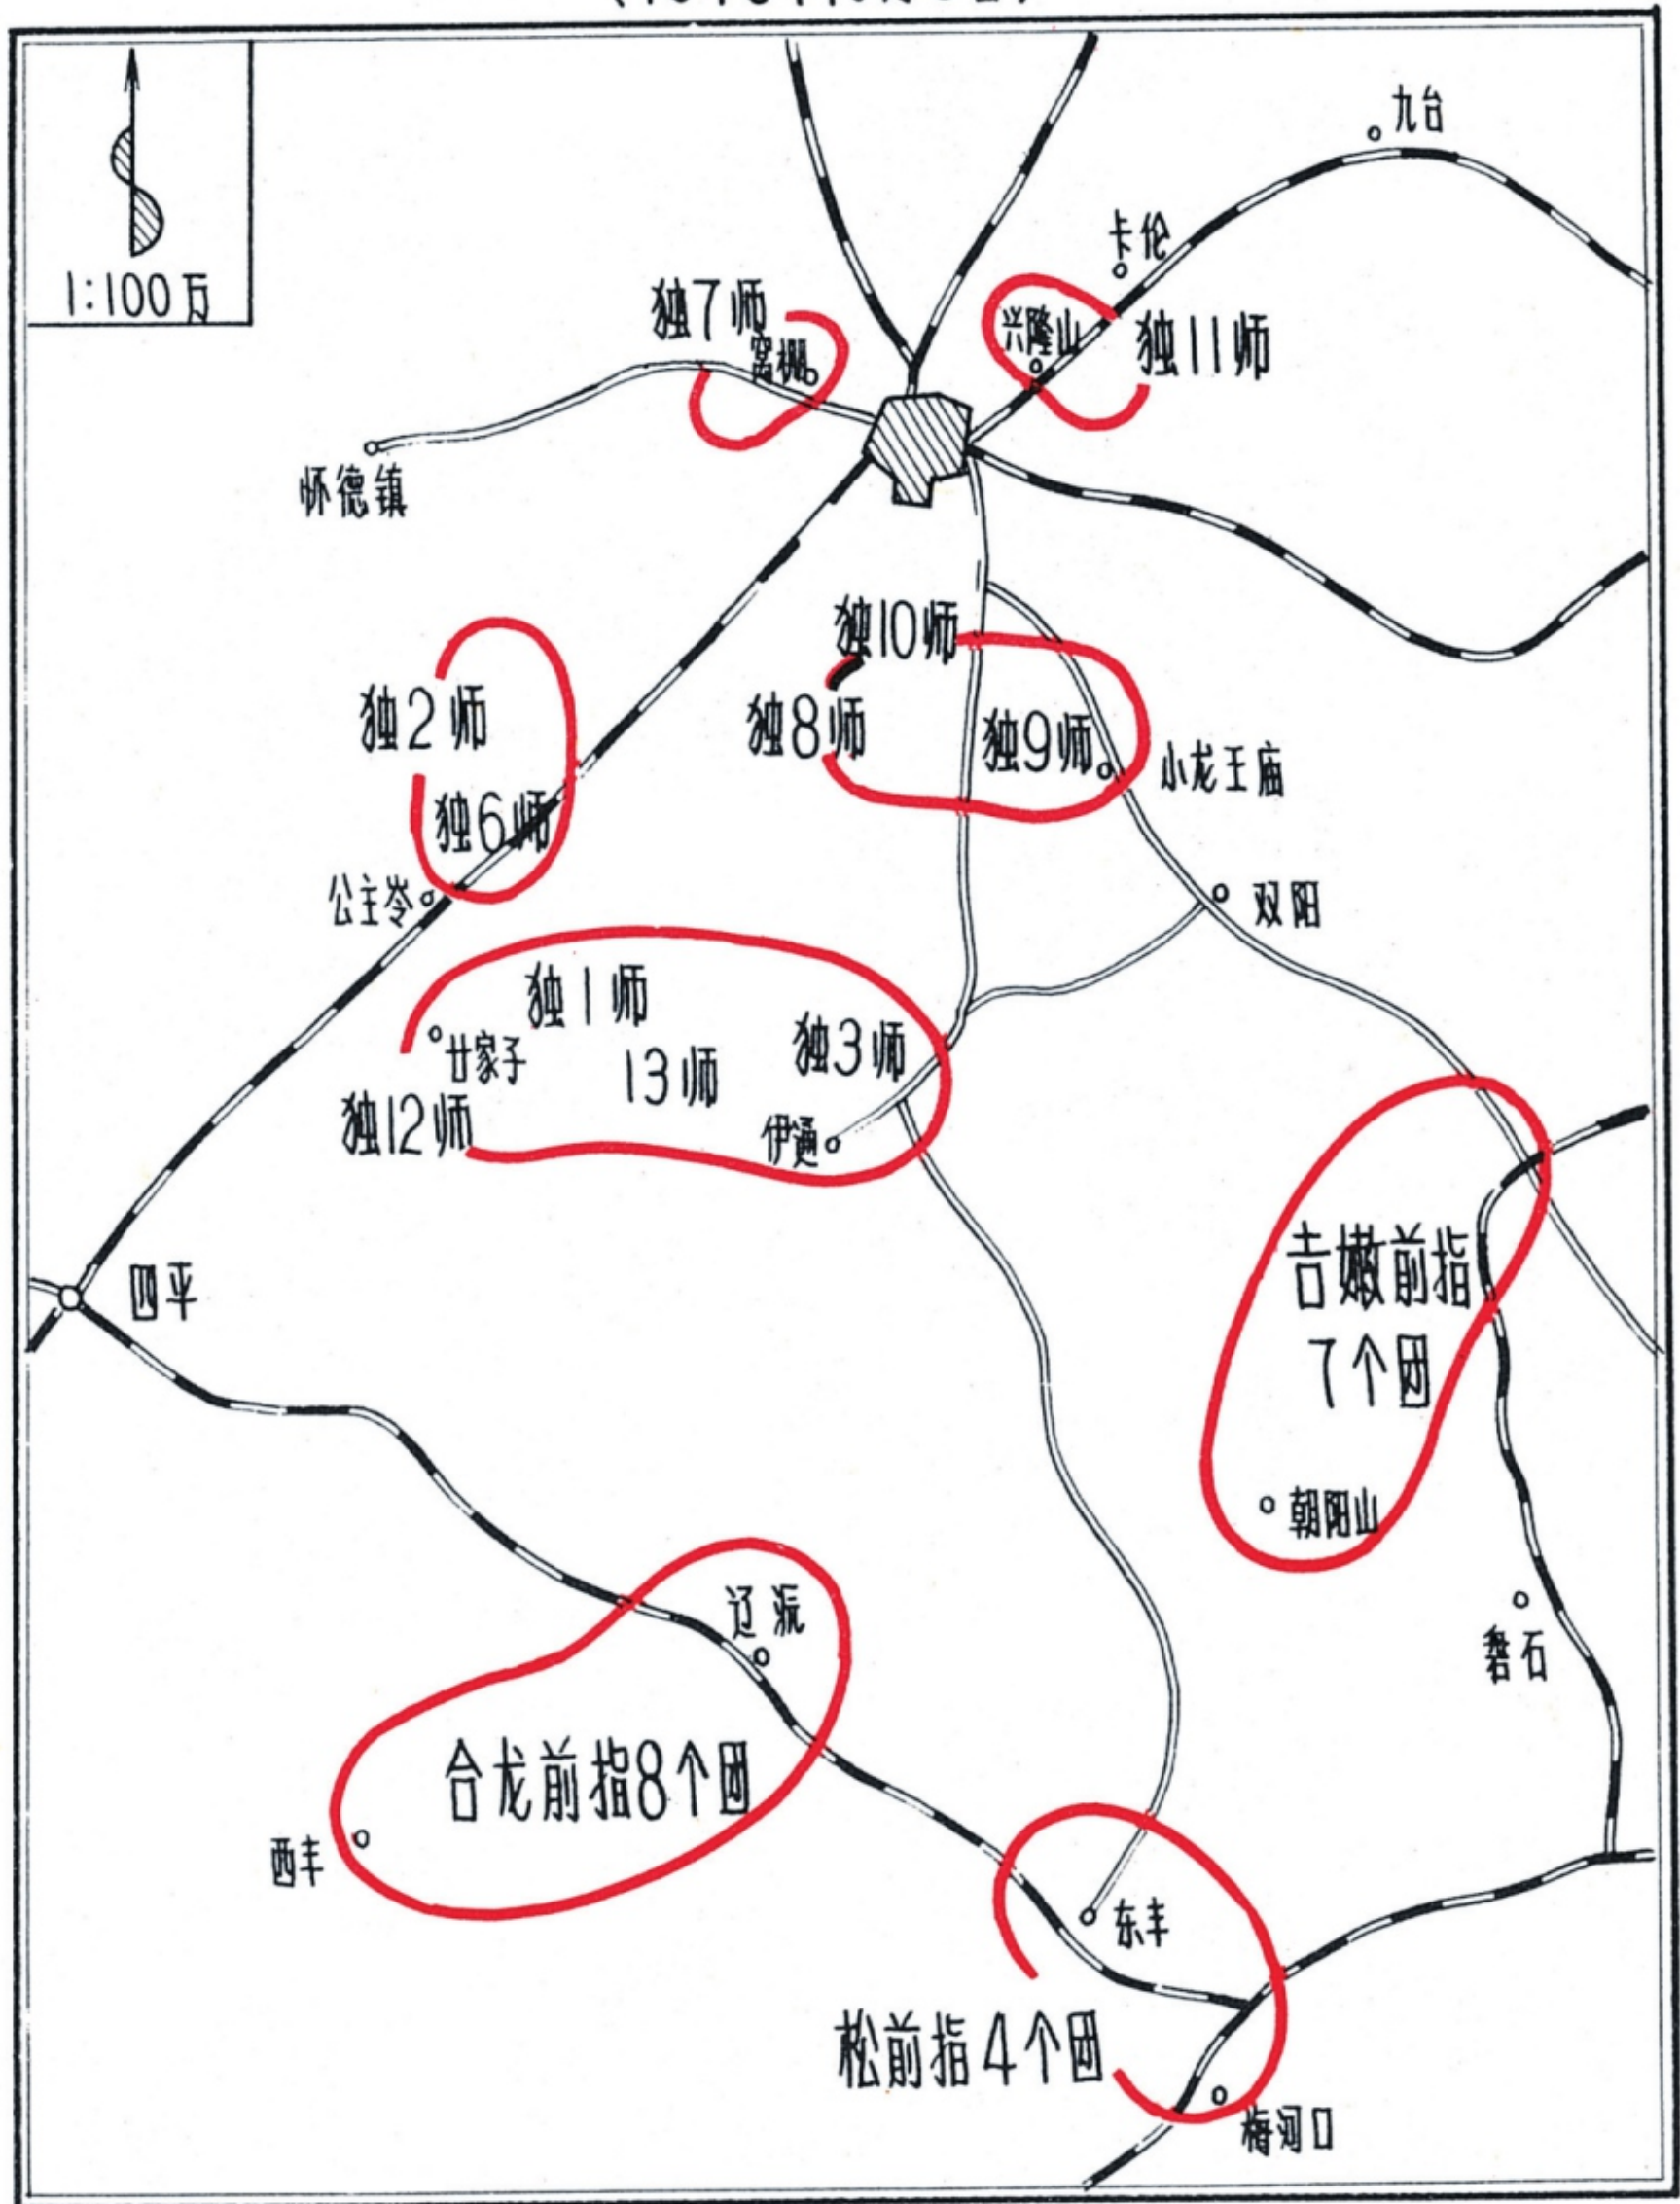 1:100万
九台
卡伦
独7师
窝棚
兴隆山
独11师
怀德镇
独10师
独2师
独8师
独9师
小龙王庙
独6师
公主岭
双阳
独1师
独3师
廿家子
13师
独12师
伊通
四平
吉嫩前指
7个团
朝阳山
辽源
磐石
合龙前指8个团
西丰
东丰
松前指4个团
梅河口